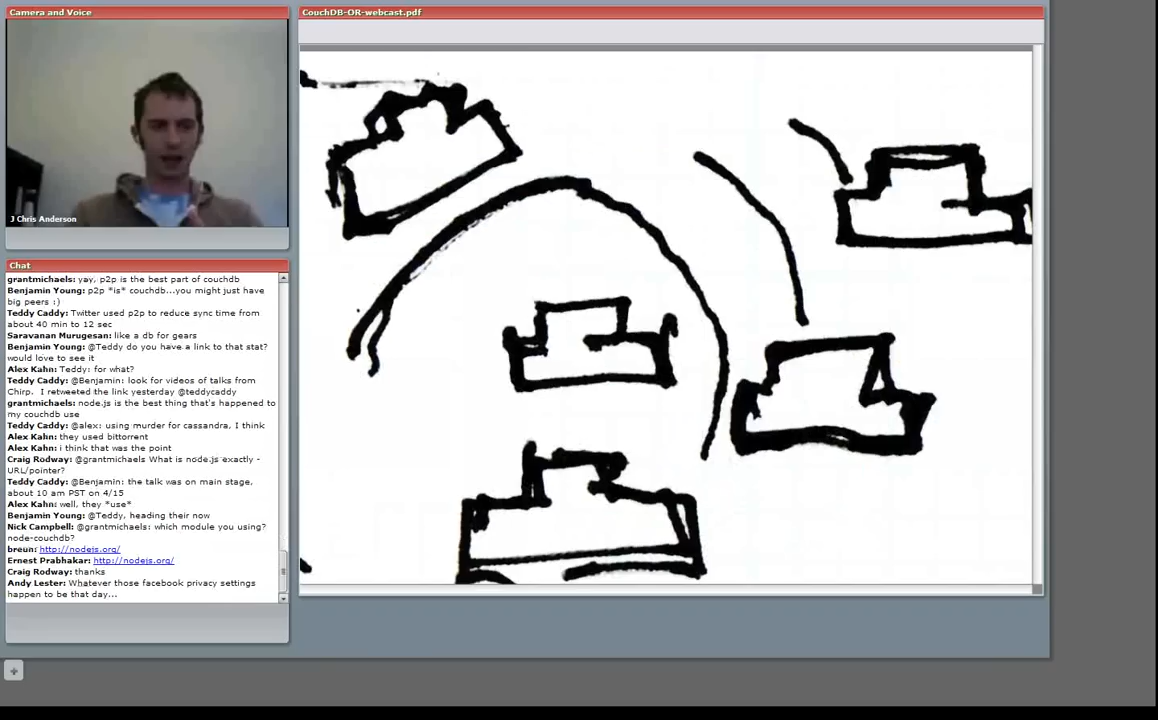 Camera and Voice
J Chris Anderson
Chat
grantmichaels: yay, p2p is the best part of couchdb
Benjamin Young: p2p *is* couchdb...you might just have
big peers :)
Teddy Caddy: Twitter used p2p to reduce sync time from
about 40 min to 12 sec
Saravanan Murugesan: like a db for gears
Benjamin Young: @Teddy do you have a link to that stat?
would love to see it
Alex Kahn: Teddy: for what?
Teddy Caddy: @Benjamin: look for videos of talks from
Chirp.  I retweeted the link yesterday @teddycaddy
grantmichaels: node.js is the best thing that's happened to
my couchdb use
Teddy Caddy: @alex: using murder for cassandra, I think
Alex Kahn: they used bittorrent
Alex Kahn: i think that was the point
Craig Rodway: @grantmichaels What is node.js exactly -
URL/pointer?
Teddy Caddy: @Benjamin: the talk was on main stage,
about 10 am PST on 4/15
Alex Kahn: well, they *use*
Benjamin Young: @Teddy, heading their now
Nick Campbell: @grantmichaels: which module you using?
node-couchdb?
breun: http://nodejs.org/
Ernest Prabhakar: http://nodejs.org/
Craig Rodway: thanks
Andy Lester: Whatever those facebook privacy settings
happen to be that day...
CouchDB-OR-webcast.pdf